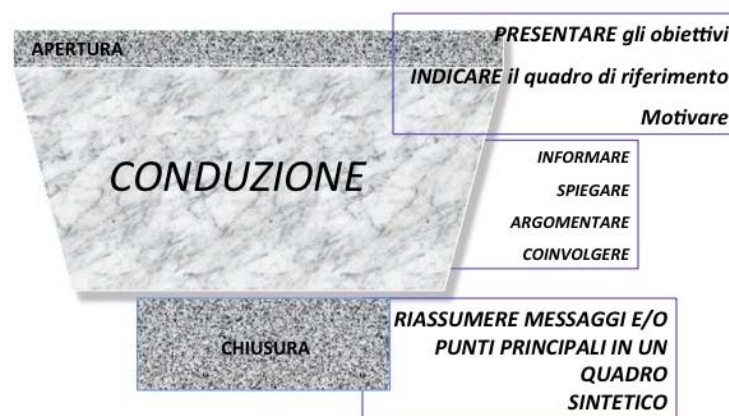 APERTURA
PRESENTARE gli obiettivi
INDICARE il quadro di riferimento
Motivare
CONDUZIONE
INFORMARE
SPIEGARE
ARGOMENTARE
COINVOLGERE
CHIUSURA
RIASSUMERE MESSAGGI E/O
PUNTI PRINCIPALI IN UN
QUADRO
SINTETICO